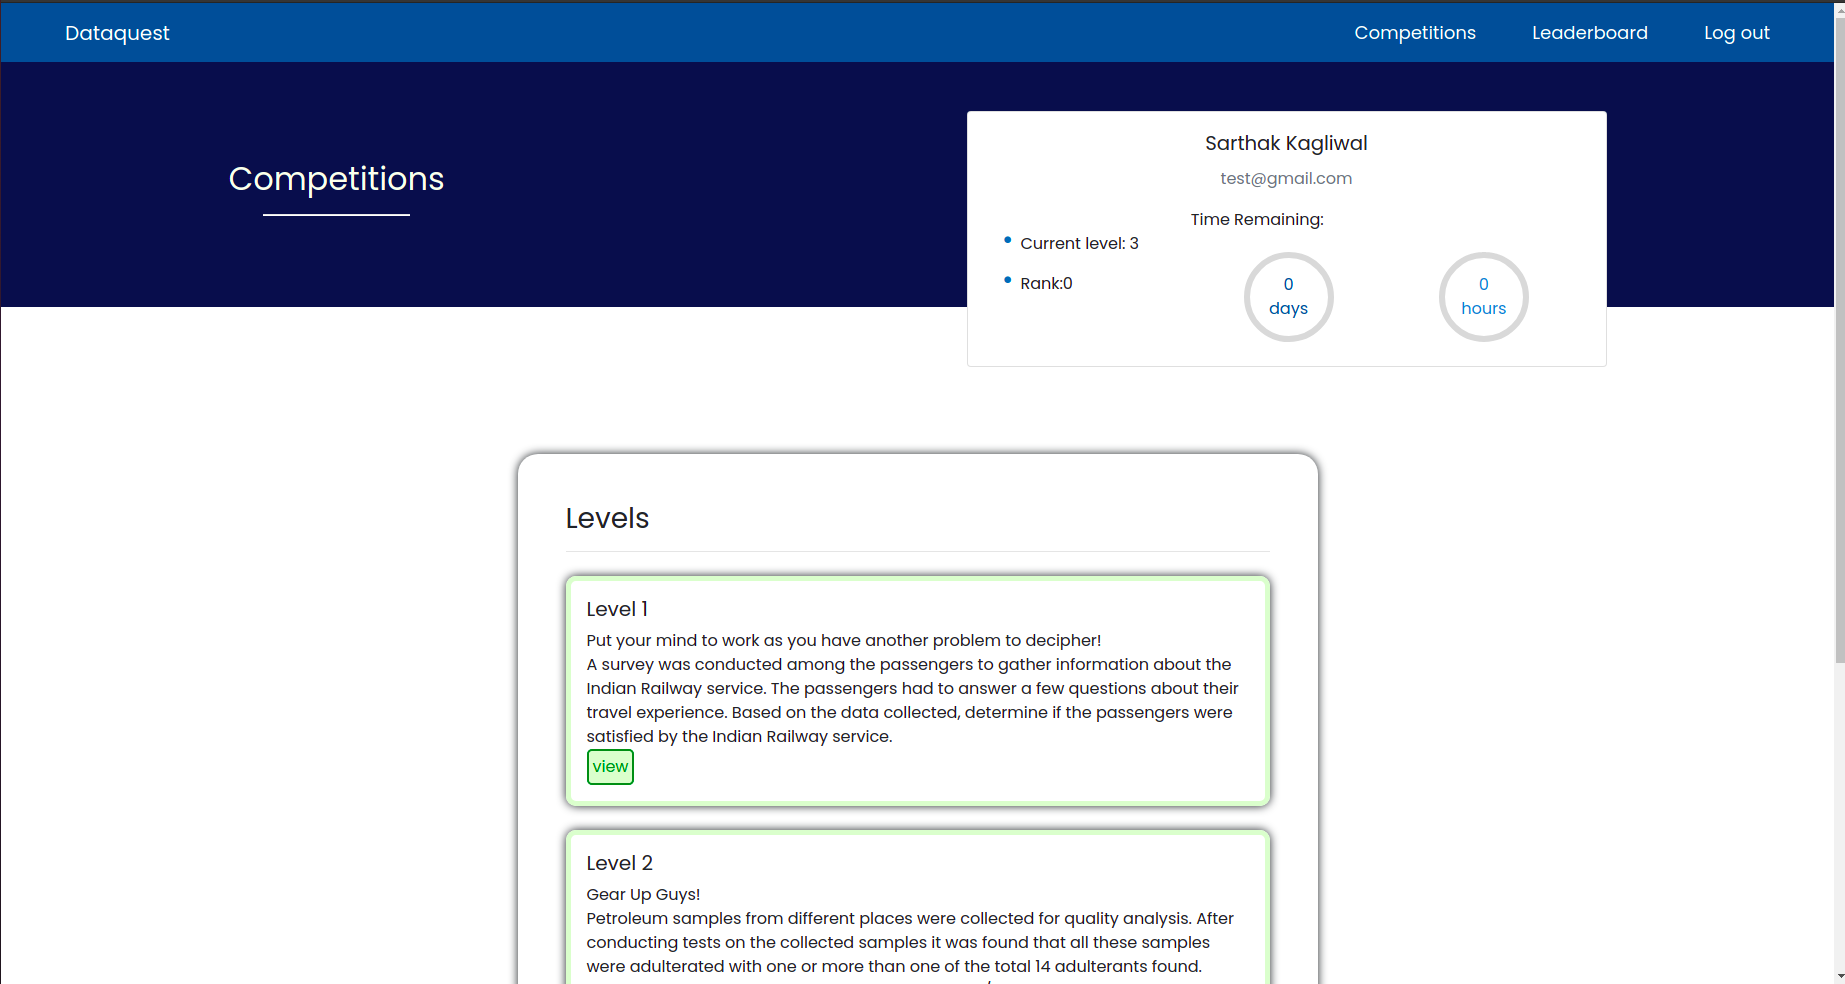 Dataquest
Competitions
Leaderboard
Log out
Competitions
Sarthak Kagliwal
test@gmail.com
Time Remaining:
Current level: 3
Rank:0
0
days
0
hours
Levels
Level 1
Put your mind to work as you have another problem to decipher!
A survey was conducted among the passengers to gather information about the
Indian Railway service. The passengers had to answer a few questions about their
travel experience. Based on the data collected, determine if the passengers were
satisfied by the Indian Railway service.
view
Level 2
Gear Up Guys!
Petroleum samples from different places were collected for quality analysis. After
conducting tests on the collected samples it was found that all these samples
were adulterated with one or more than one of the total 14 adulterants found.